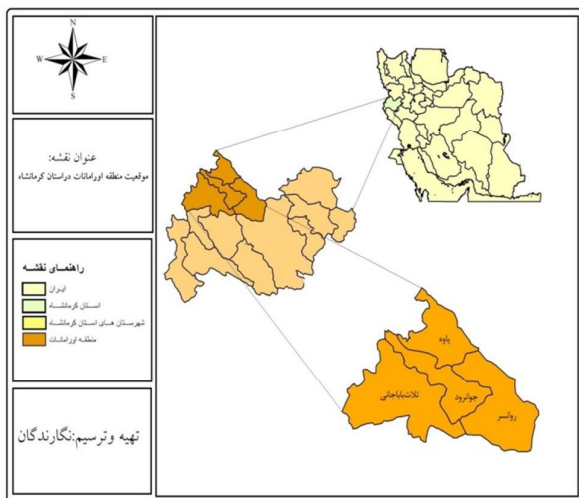 N
W
E
S
عنوان نقشه:
موقعیت منطقه اورامانات دراستان کرمانشاه
راهنمای نقشه
ایران
استان کرمانشاه
شهرستان های استان کرمانشاه
منطقه اورامانات
تهیه وترسیم:نگارندگان
پاوه
ثلاث‌باباجانی
جوانرود
روانسر